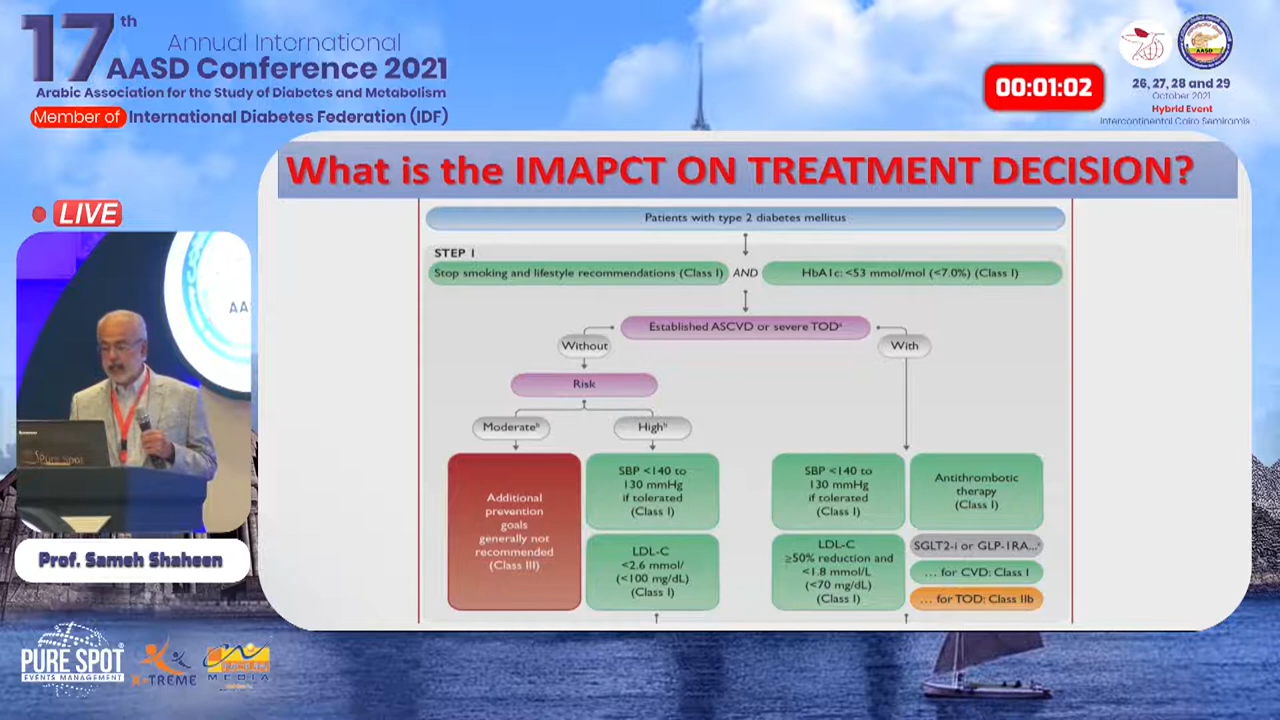 17th
Annual International
AASD Conference 2021
Arabic Association for the Study of Diabetes and Metabolism
Member of International Diabetes Federation (IDF)
00:01:02
26, 27, 28 and 29
October 2021
Hybrid Event
Intercontinental Cairo Semiramis
LIVE
AA
Prof. Sameh Shaheen
What is the IMAPCT ON TREATMENT DECISION?
Patients with type 2 diabetes mellitus
STEP 1
Stop smoking and lifestyle recommendations (Class I) AND HbA1c: <53 mmol/mol (<7.0%) (Class I)
Established ASCVD or severe TODᵃ
Without
With
Risk
Moderateᵇ
Highᵇ
Additional
prevention
goals
generally not
recommended
(Class III)
SBP <140 to
130 mmHg
if tolerated
(Class I)
LDL-C
<2.6 mmol/
(<100 mg/dL)
(Class I)
SBP <140 to
130 mmHg
if tolerated
(Class I)
LDL-C
≥50% reduction and
<1.8 mmol/L
(<70 mg/dL)
(Class I)
Antithrombotic
therapy
(Class I)
SGLT2-i or GLP-1RA...ᶜ
... for CVD: Class I
... for TOD: Class IIb
PURE SPOT
EVENTS MANAGEMENT
X-TREME
MEDIA